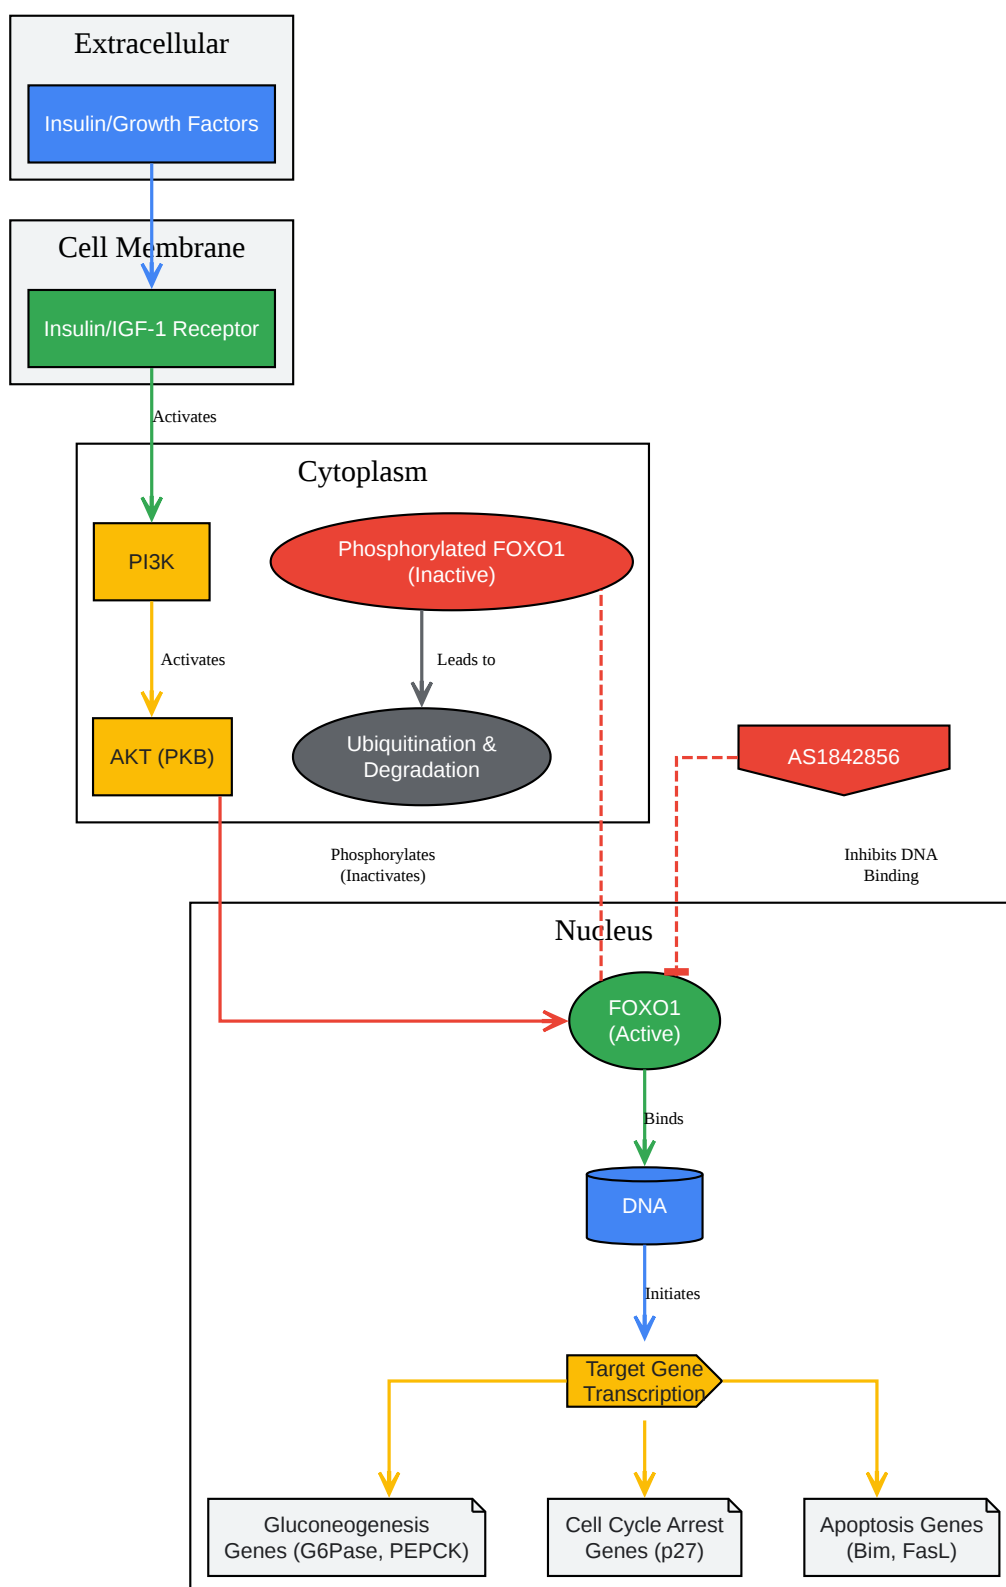 Extracellular
Insulin/Growth Factors
Cell Membrane
Insulin/IGF-1 Receptor
Activates
Cytoplasm
PI3K
Phosphorylated FOXO1
(Inactive)
Activates
Leads to
AKT (PKB)
Ubiquitination &
Degradation
AS1842856
Phosphorylates
(Inactivates)
Inhibits DNA
Binding
Nucleus
FOXO1
(Active)
Binds
DNA
Initiates
Target Gene
Transcription
Gluconeogenesis
Genes (G6Pase, PEPCK)
Cell Cycle Arrest
Genes (p27)
Apoptosis Genes
(Bim, FasL)